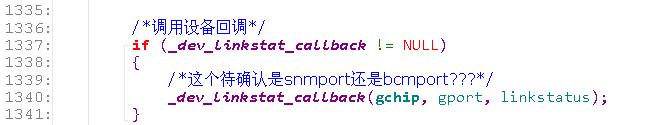 1335:
1336: /*调用设备回调*/
1337: if (_dev_linkstat_callback != NULL)
1338: {
1339: /*这个待确认是snmport还是bcmport???*/
1340: _dev_linkstat_callback(gchip, gport, linkstatus);
1341: }